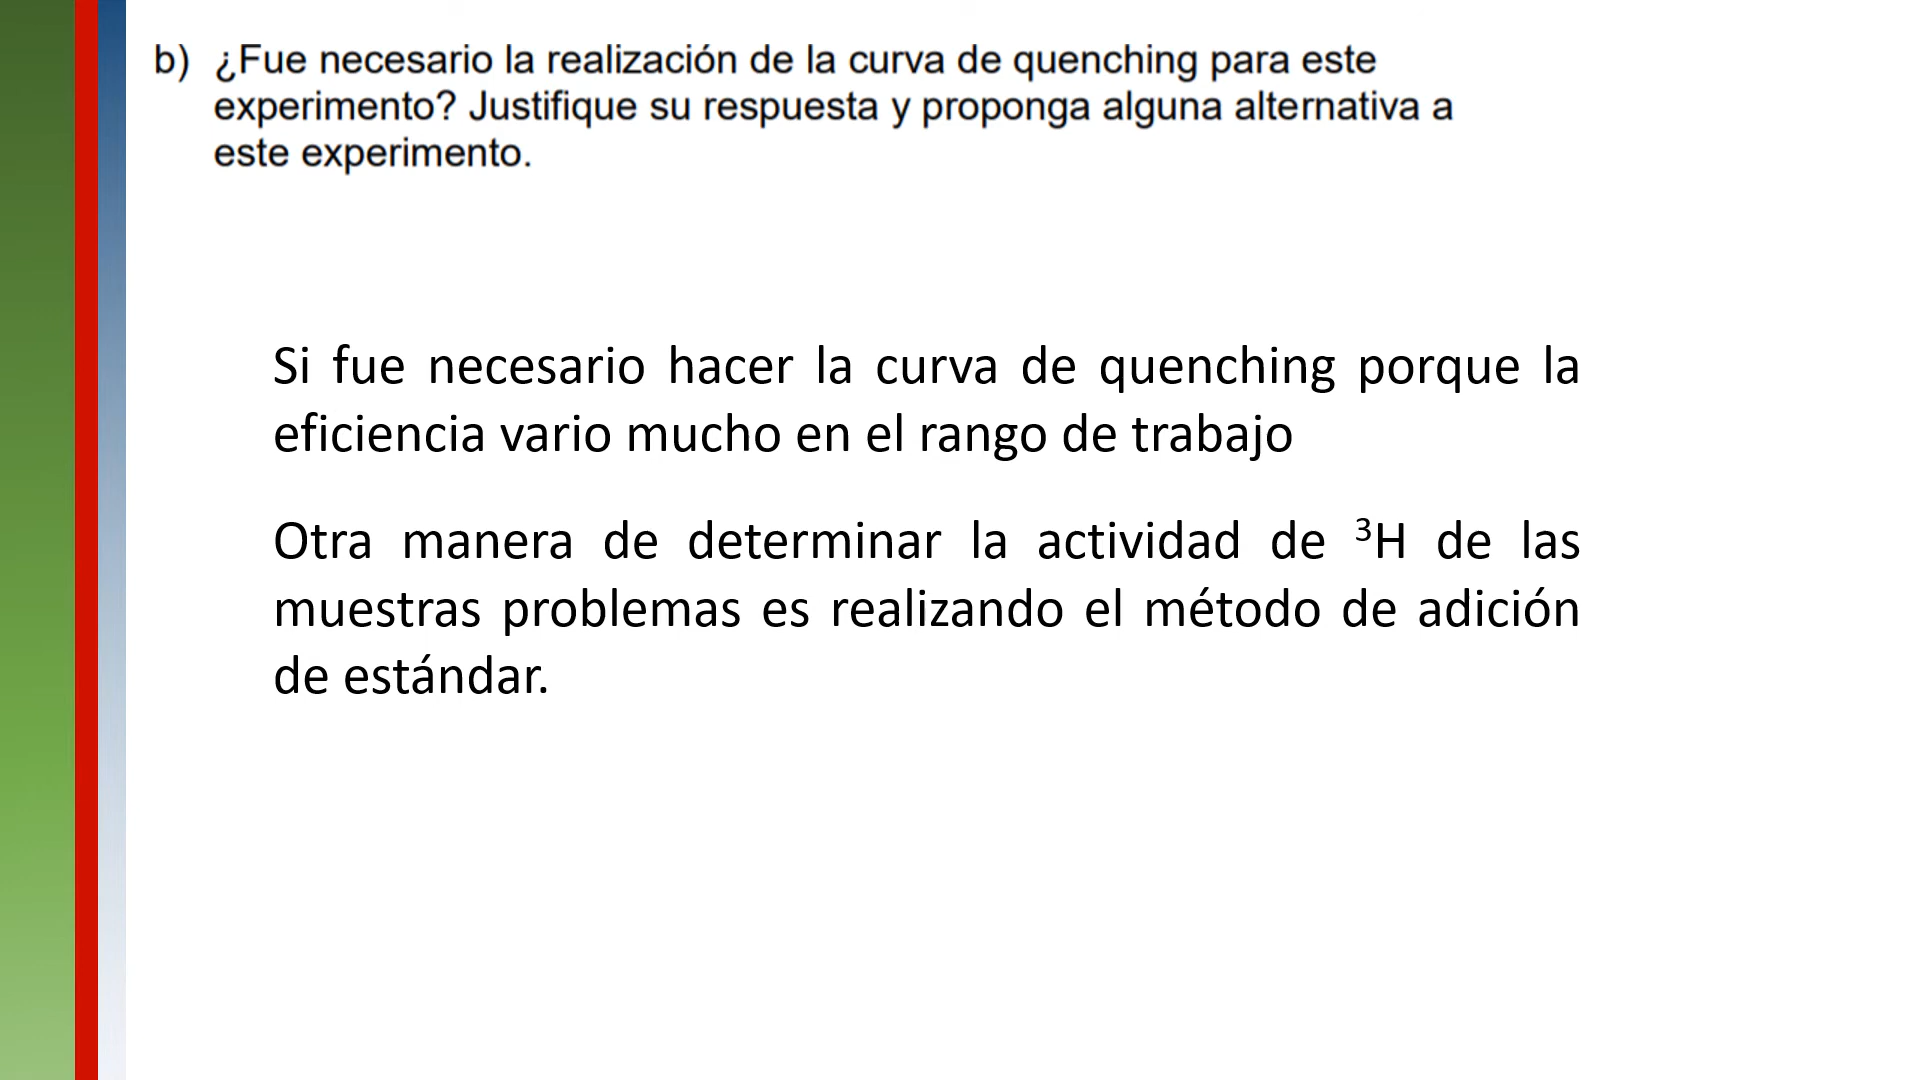 b) ¿Fue necesario la realización de la curva de quenching para este
experimento? Justifique su respuesta y proponga alguna alternativa a
este experimento.
Si fue necesario hacer la curva de quenching porque la
eficiencia vario mucho en el rango de trabajo
Otra manera de determinar la actividad de ³H de las
muestras problemas es realizando el método de adición
de estándar.